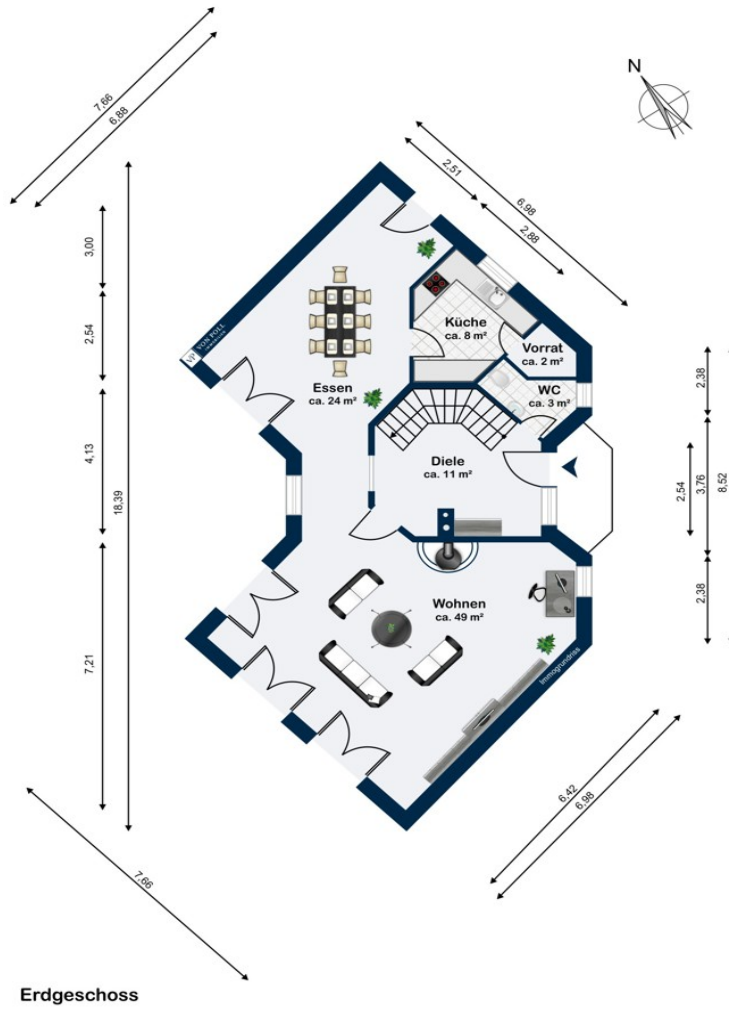 N
7,66
6,88
2,51
6,98
2,88
3,00
2,54
4,13
18,39
7,21
VP VON POLL
IMMOBILIEN
Küche
ca. 8 m²
Vorrat
ca. 2 m²
WC
ca. 3 m²
Essen
ca. 24 m²
Diele
ca. 11 m²
Wohnen
ca. 49 m²
2,38
2,54
3,76
8,52
2,38
Immogrundriss
6,42
6,98
7,66
Erdgeschoss